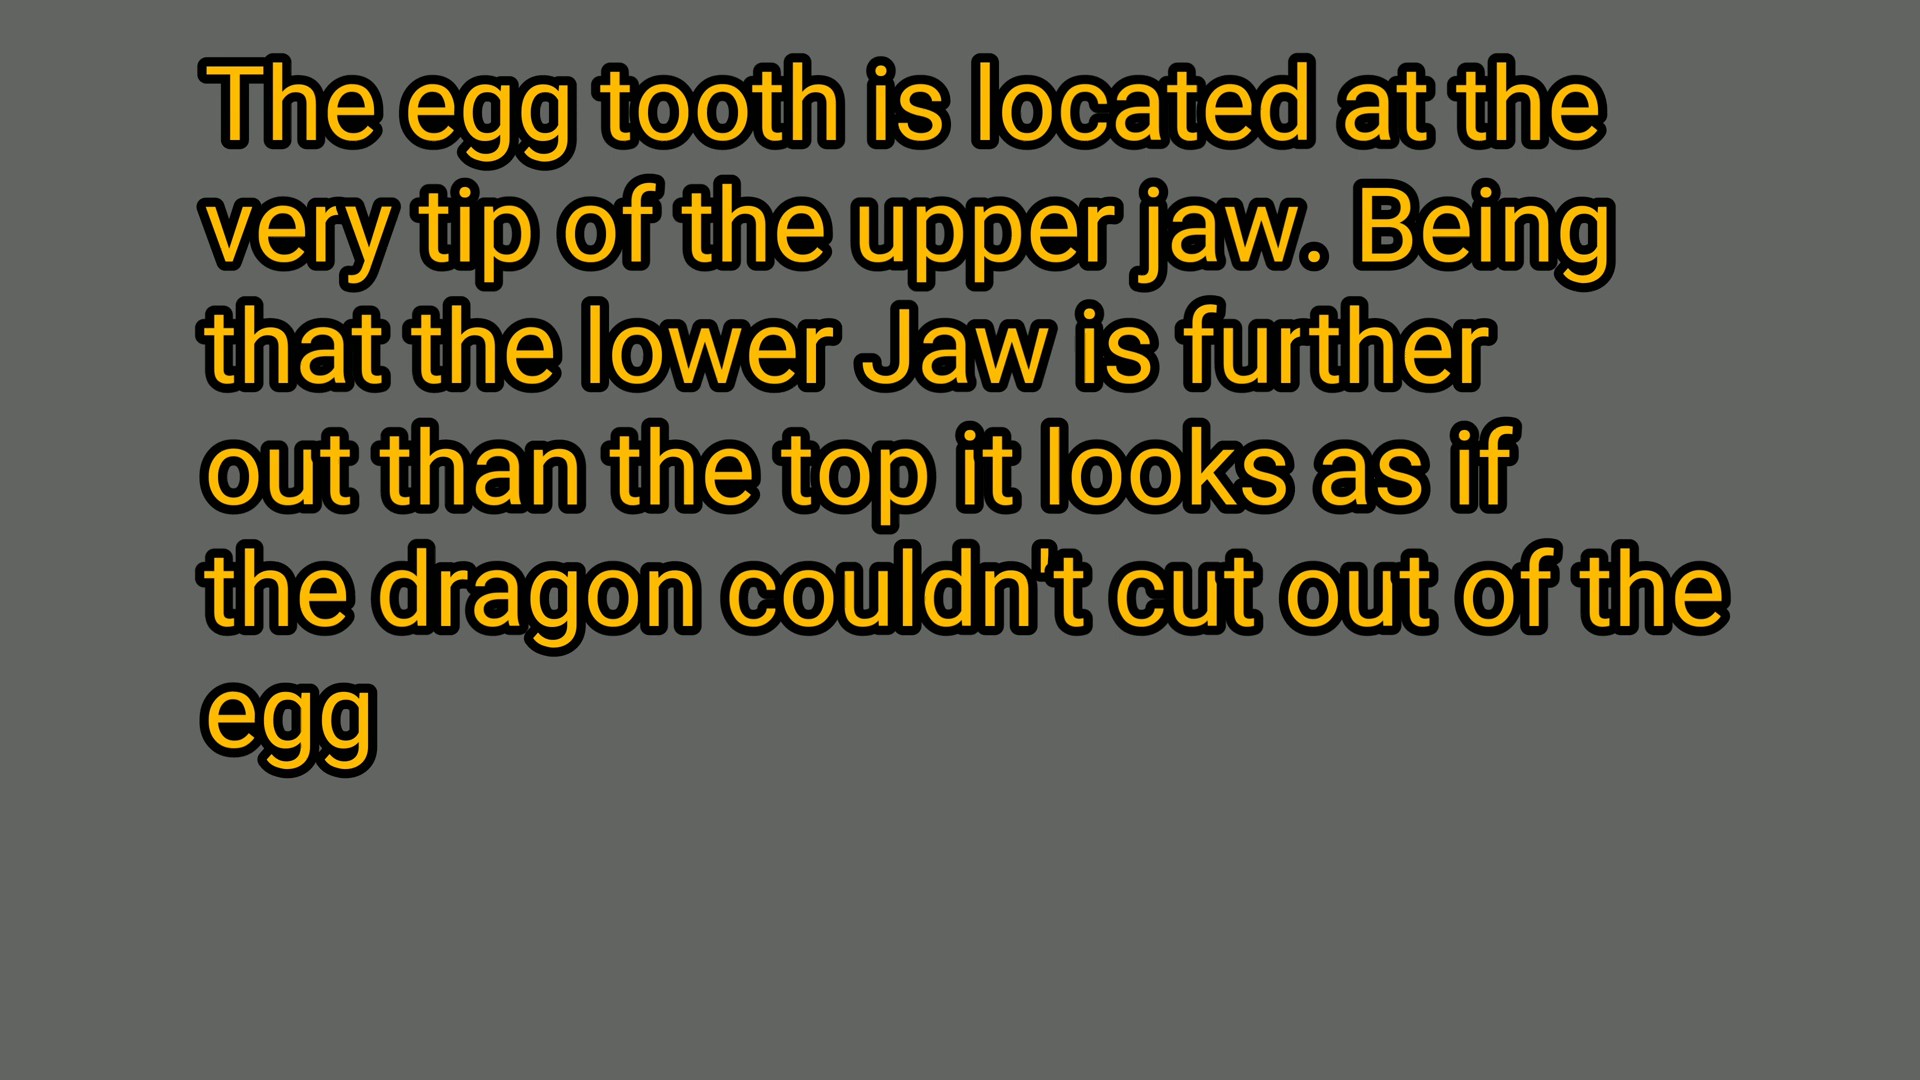 The egg tooth is located at the
very tip of the upper jaw. Being
that the lower Jaw is further
out than the top it looks as if
the dragon couldn't cut out of the
egg